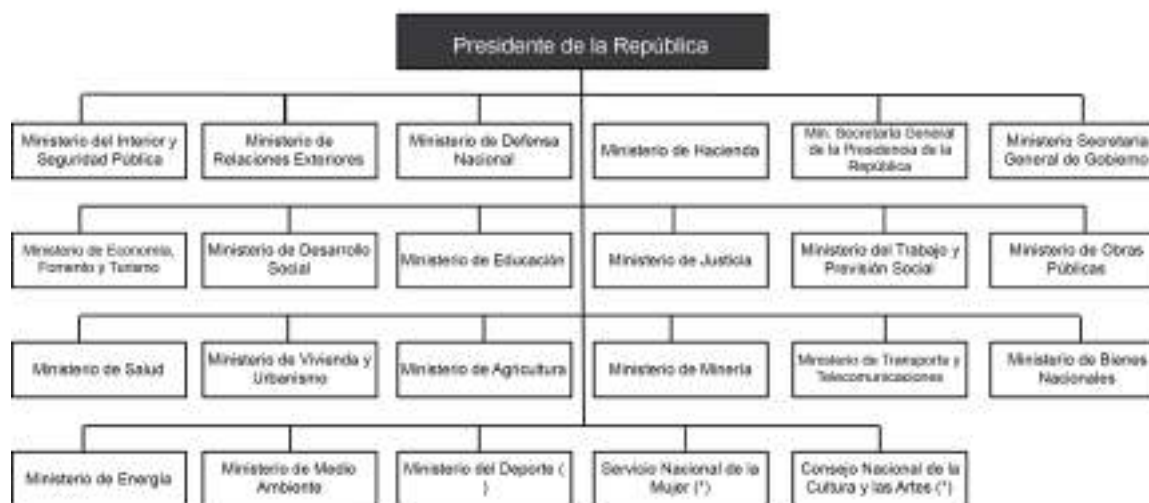 Presidente de la República
Ministerio del Interior y
Seguridad Pública
Ministerio de
Relaciones Exteriores
Ministerio de Defensa
Nacional
Ministerio de Hacienda
Min. Secretaría General
de la Presidencia de la
República
Ministerio Secretaria
General de Gobierno
Ministerio de Economía,
Fomento y Turismo
Ministerio de Desarrollo
Social
Ministerio de Educación
Ministerio de Justicia
Ministerio del Trabajo y
Previsión Social
Ministerio de Obras
Públicas
Ministerio de Salud
Ministerio de Vivienda y
Urbanismo
Ministerio de Agricultura
Ministerio de Minería
Ministerio de Transporte y
Telecomunicaciones
Ministerio de Bienes
Nacionales
Ministerio de Energía
Ministerio de Medio
Ambiente
Ministerio del Deporte (
)
Servicio Nacional de la
Mujer (*)
Consejo Nacional de la
Cultura y las Artes (*)